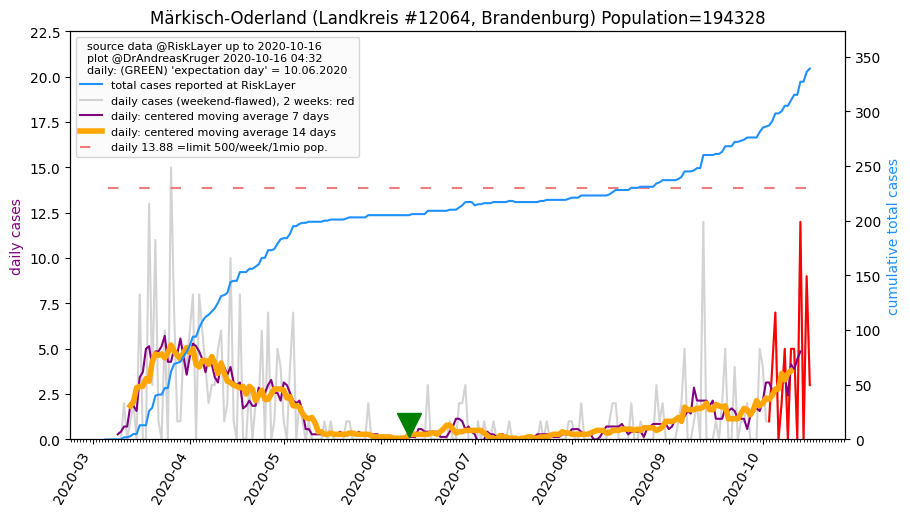 Märkisch-Oderland (Landkreis #12064, Brandenburg) Population=194328
source data @RiskLayer up to 2020-10-16
plot @DrAndreasKruger 2020-10-16 04:32
daily: (GREEN) 'expectation day' = 10.06.2020
total cases reported at RiskLayer
daily cases (weekend-flawed), 2 weeks: red
daily: centered moving average 7 days
daily: centered moving average 14 days
daily 13.88 =limit 500/week/1mio pop.
daily cases
22.5
20.0
17.5
15.0
12.5
10.0
7.5
5.0
2.5
0.0
cumulative total cases
350
300
250
200
150
100
50
0
2020-03
2020-04
2020-05
2020-06
2020-07
2020-08
2020-09
2020-10